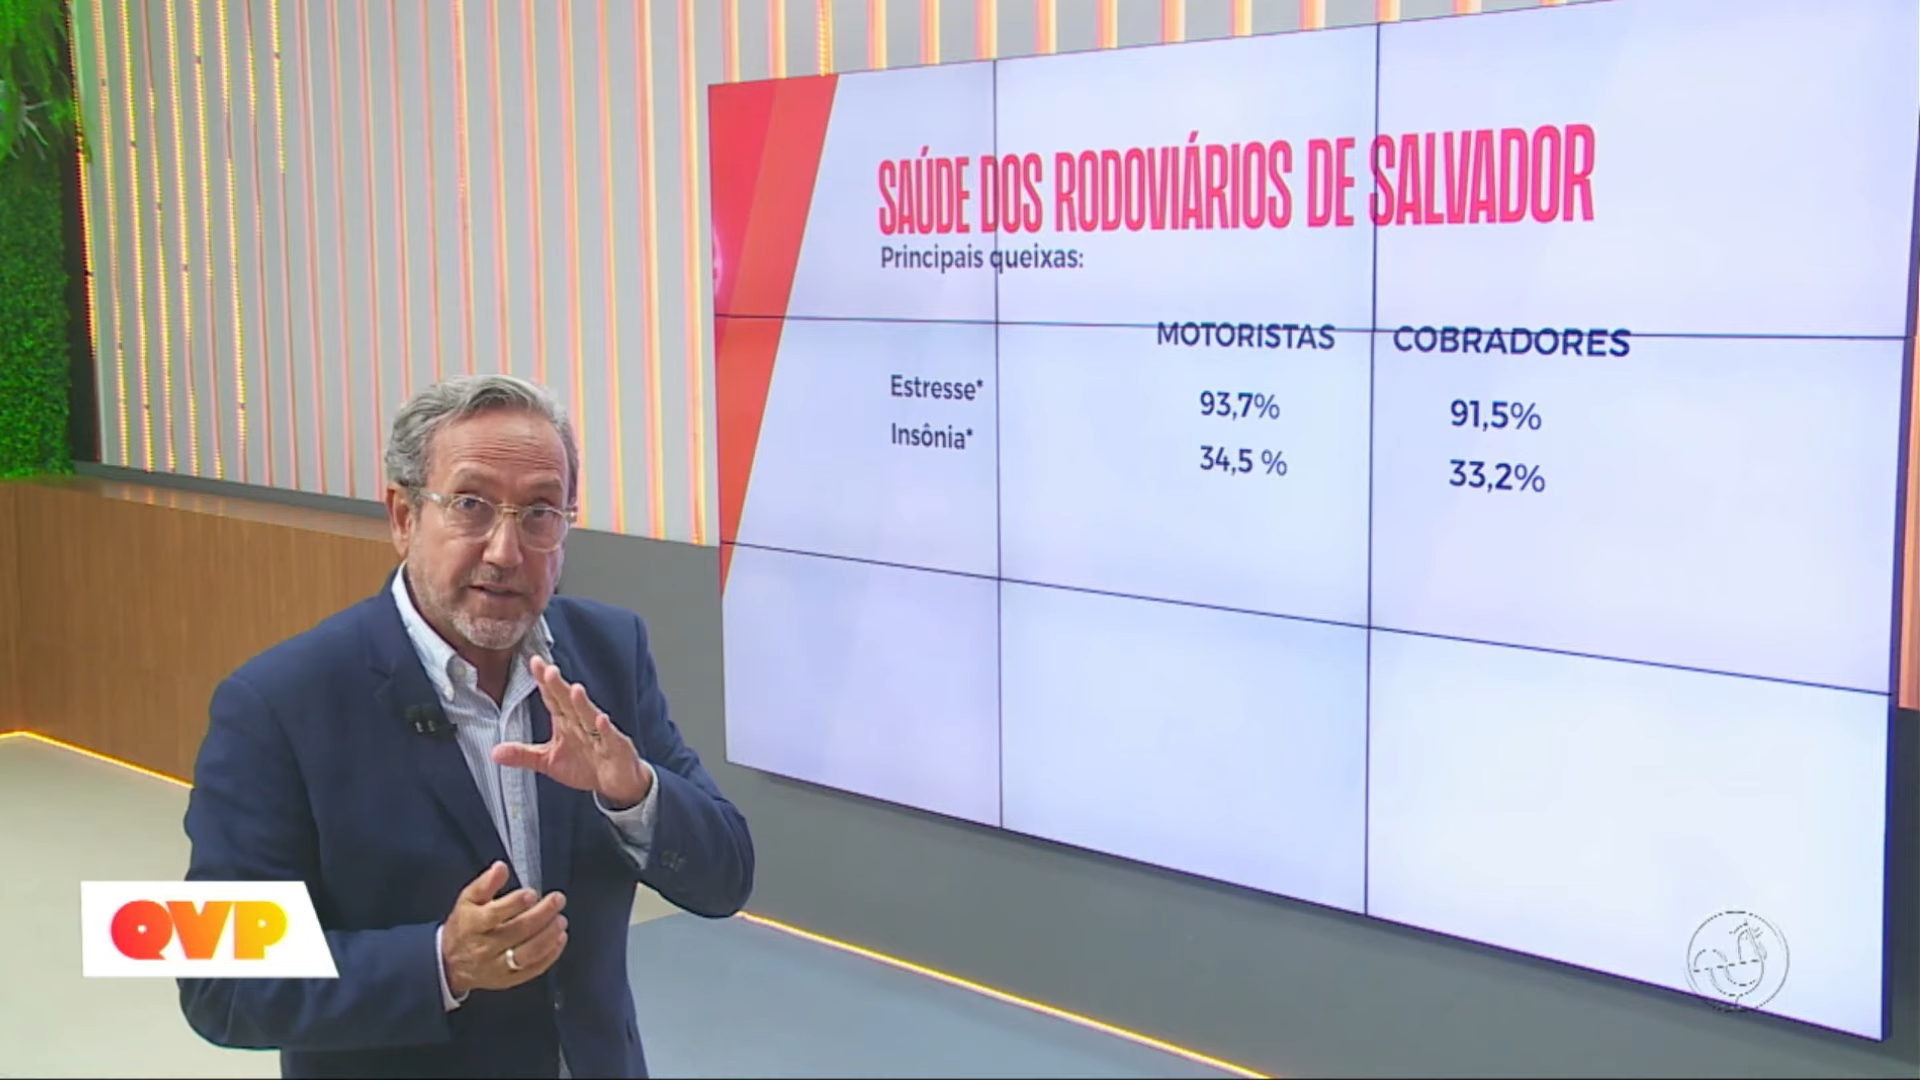 SAÚDE DOS RODOVIÁRIOS DE SALVADOR
Principais queixas:
MOTORISTAS COBRADORES
Estresse* 93,7% 91,5%
Insônia* 34,5 % 33,2%
QVP